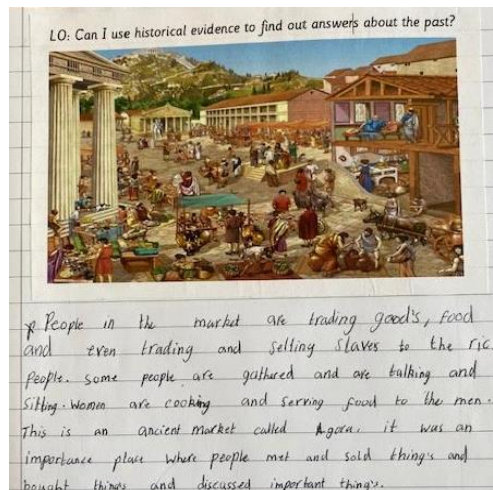 LO: Can I use historical evidence to find out answers about the past?
People in the market are trading good's, food
and even trading and selling slaves to the ric
People. Some people are gathured and are talking and
Sitting. Women are cooking and serving food to the men.
This is an ancient market called Agora. it was an
importance place where people met and sold thing's and
bought things and discussed important thing's.